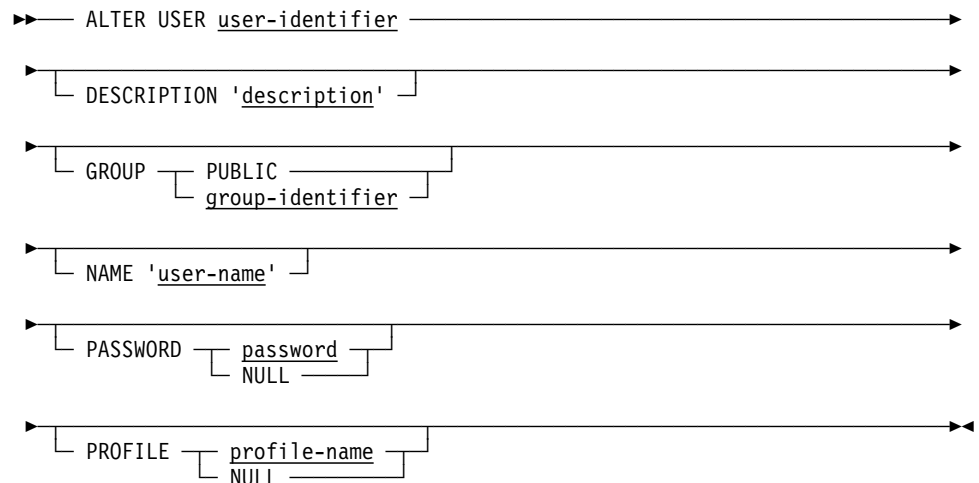 ALTER USER user-identifier
DESCRIPTION 'description'
GROUP PUBLIC
group-identifier
NAME 'user-name'
PASSWORD password
NULL
PROFILE profile-name
NULL